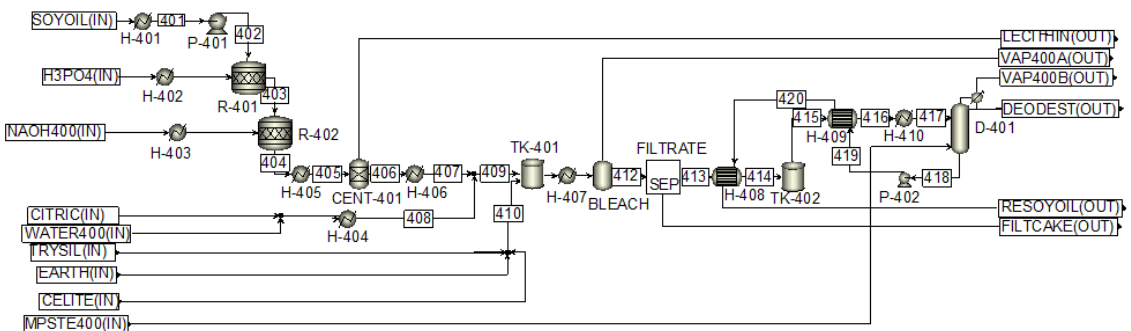 SOYOIL(IN)
401
H-401
P-401
402
LECITHIN(OUT)
VAP400A(OUT)
VAP400B(OUT)
H3PO4(IN)
H-402
R-401
403
420
415
H-409
416
417
H-410
DEODEST(OUT)
D-401
NAOH400(IN)
H-403
R-402
404
TK-401
FILTRATE
419
H-405
405
CENT-401
406
H-406
407
409
H-407
BLEACH
412
SEP
413
H-408
414
TK-402
P-402
418
410
CITRIC(IN)
WATER400(IN)
H-404
408
RESOYOIL(OUT)
FILTCAKE(OUT)
TRYSIL(IN)
EARTH(IN)
CELITE(IN)
MPSTE400(IN)